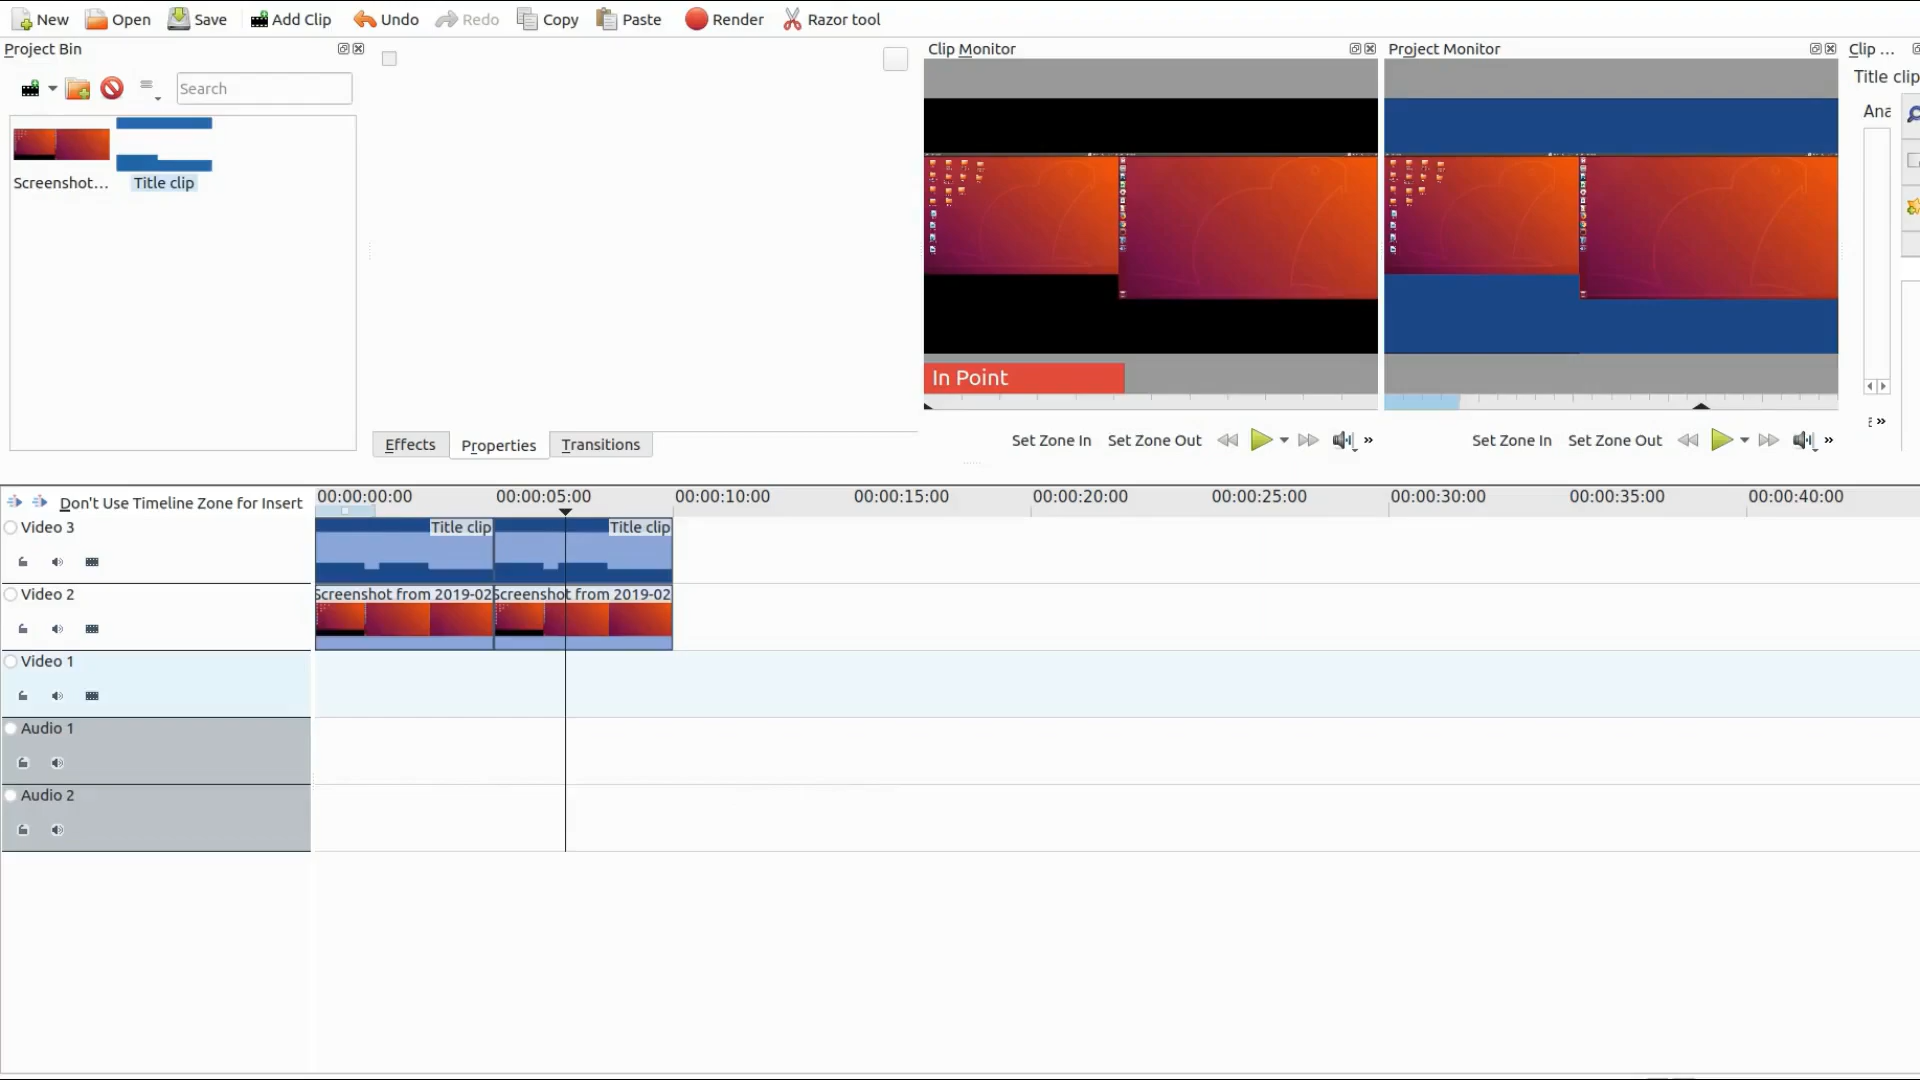 New Open Save Add Clip Undo Redo Copy Paste Render Razor tool
Project Bin
Clip Monitor
Project Monitor
Clip ...
Title clip
Search
Ana
Screenshot...
Title clip
In Point
Effects Properties Transitions
Set Zone In Set Zone Out
Set Zone In Set Zone Out
Don't Use Timeline Zone for Insert
00:00:00:00 00:00:05:00 00:00:10:00 00:00:15:00 00:00:20:00 00:00:25:00 00:00:30:00 00:00:35:00 00:00:40:00
Video 3
Title clip
Title clip
Video 2
Screenshot from 2019-02
Screenshot from 2019-02
Video 1
Audio 1
Audio 2